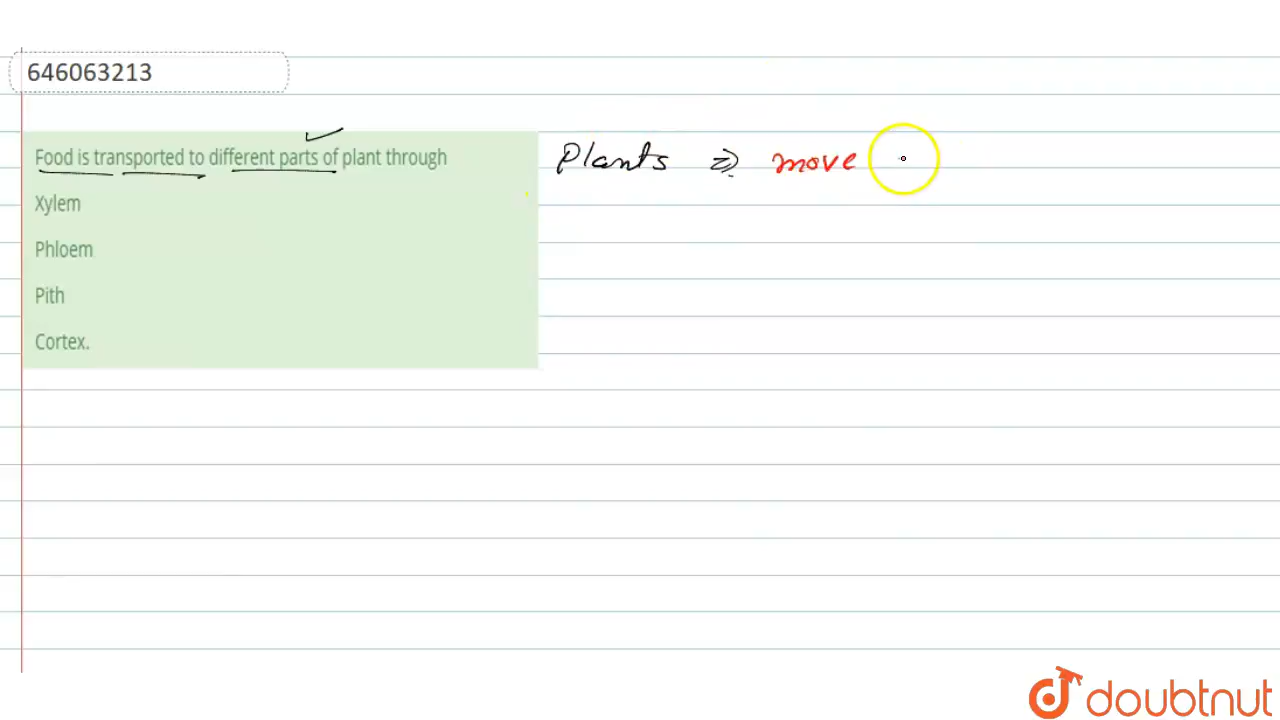 646063213
Food is transported to different parts of plant through
Plants ⇒ move
Xylem
Phloem
Pith
Cortex.
doubtnut